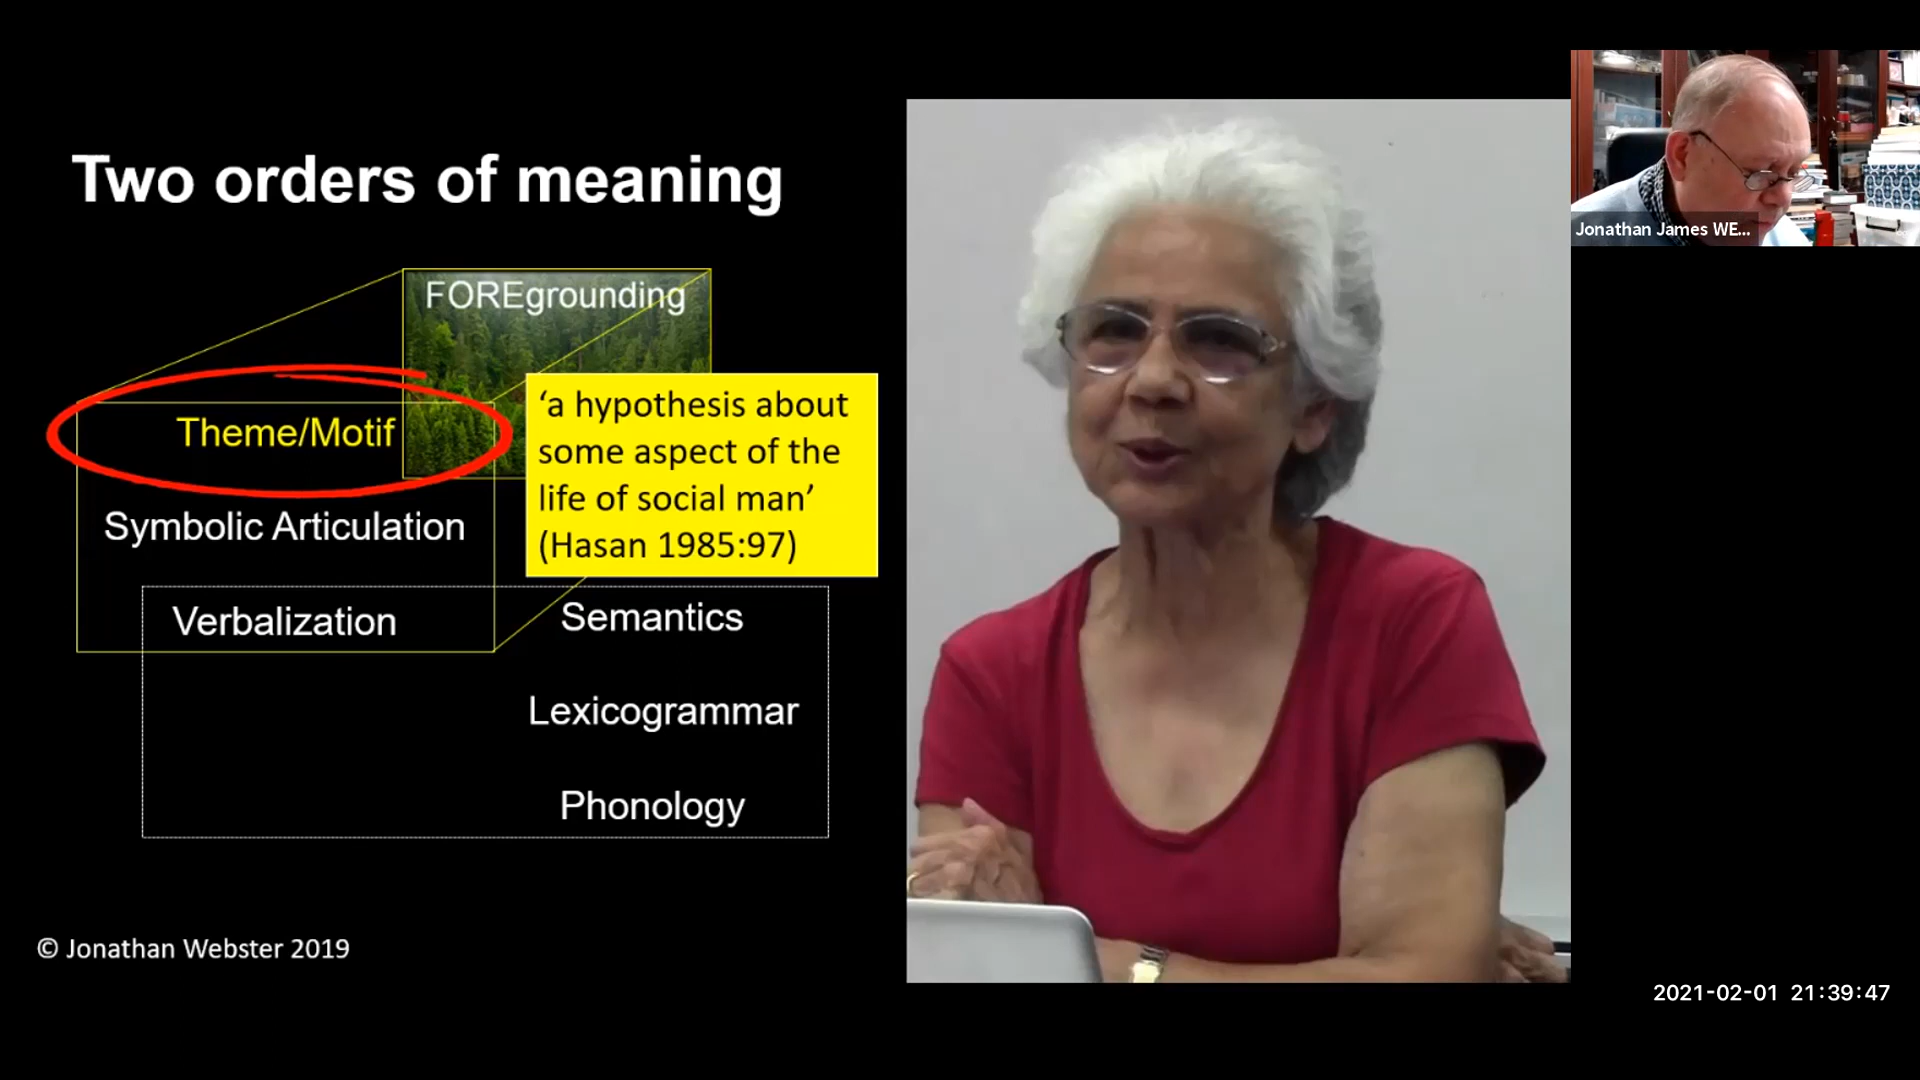 Two orders of meaning
FOREgrounding
Theme/Motif
‘a hypothesis about
some aspect of the
life of social man’
(Hasan 1985:97)
Symbolic Articulation
Verbalization
Semantics
Lexicogrammar
Phonology
© Jonathan Webster 2019
Jonathan James WE...
2021-02-01 21:39:47